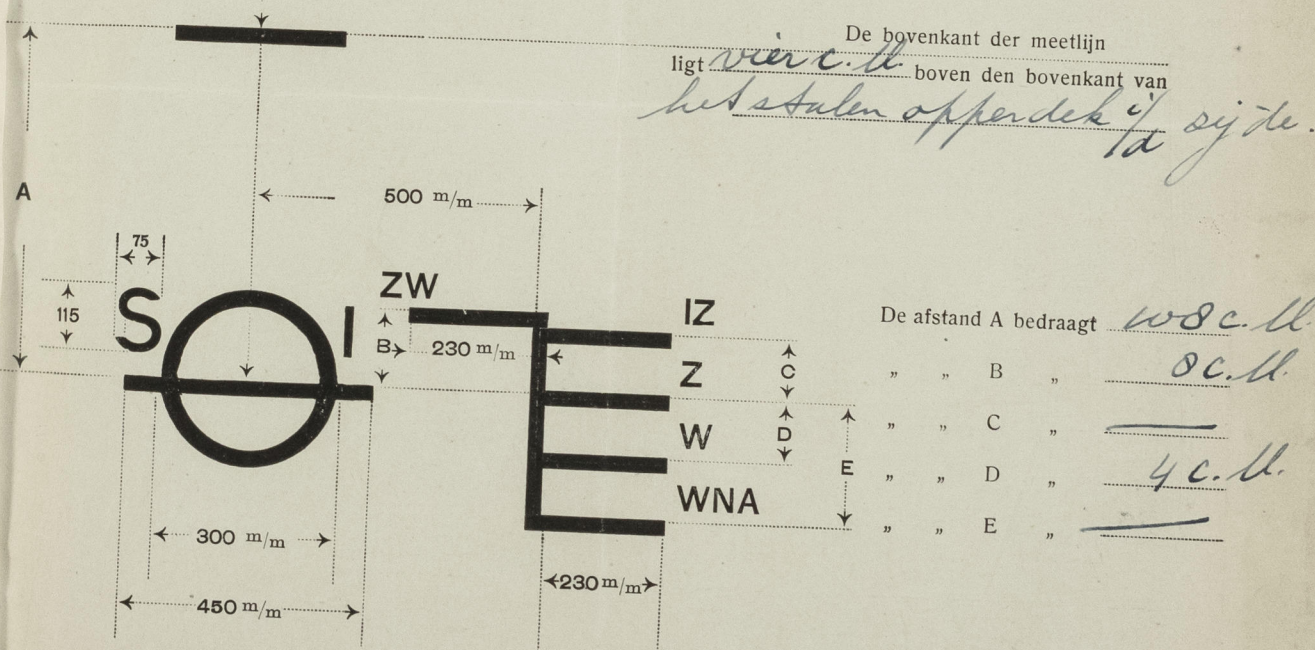 De bovenkant der meetlijn
ligt vier c.M. boven den bovenkant van
het stalen opperdek i/d zijde.
A
500 m/m
75
115
S
I
ZW
B
230 m/m
IZ
Z
W
WNA
C
D
E
De afstand A bedraagt c.M.
„ „ B „ 8 c.M.
„ „ C „ —
„ „ D „ 4 c.M.
„ „ E „ —
300 m/m
450 m/m
230 m/m